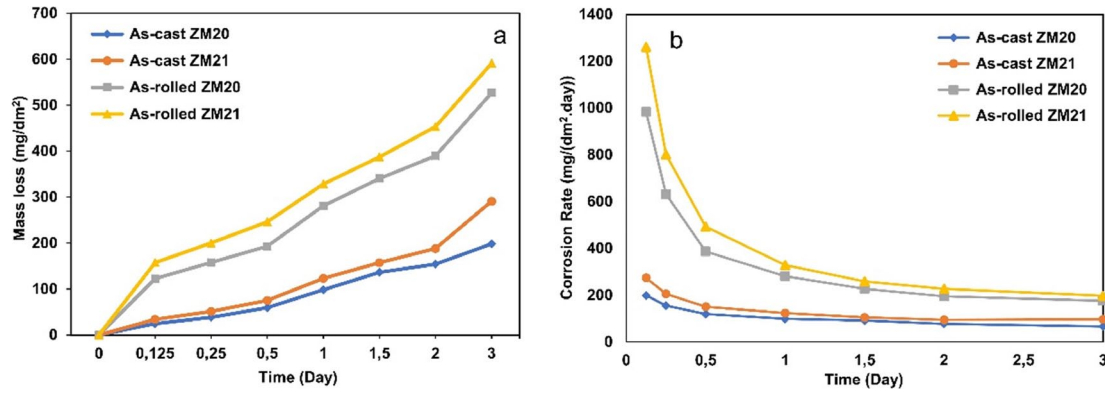 a
As-cast ZM20
As-cast ZM21
As-rolled ZM20
As-rolled ZM21
Mass loss (mg/dm²)
700
600
500
400
300
200
100
0
0 0,125 0,25 0,5 1 1,5 2 3
Time (Day)
b
As-cast ZM20
As-cast ZM21
As-rolled ZM20
As-rolled ZM21
Corrosion Rate (mg/(dm².day))
1400
1200
1000
800
600
400
200
0
0 0,5 1 1,5 2 2,5 3
Time (Day)